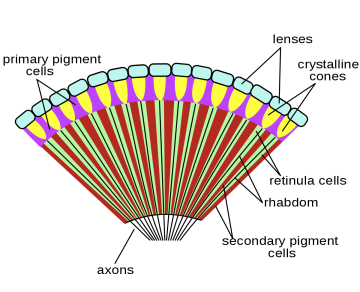 lenses
primary pigment
cells
crystalline
cones
retinula cells
rhabdom
secondary pigment
cells
axons